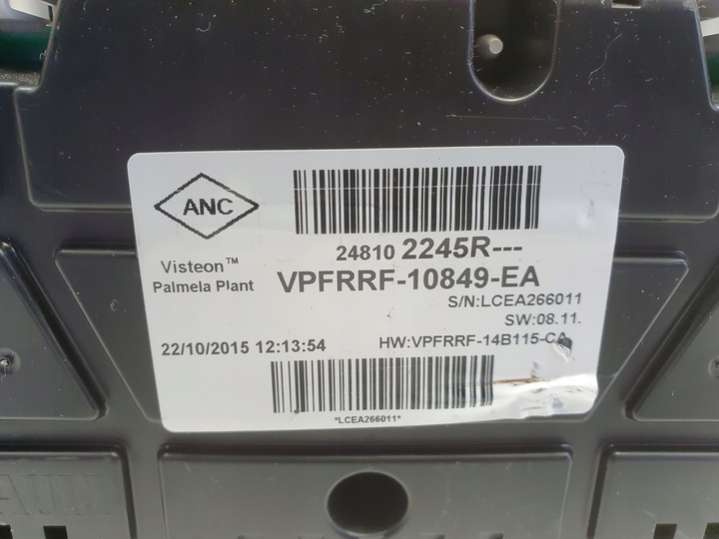 ANC
Visteon™
Palmela Plant
24810 2245R---
VPFRRF-10849-EA
S/N:LCEA266011
SW:08.11.
22/10/2015 12:13:54
HW:VPFRRF-14B115-CA
*LCEA266011*